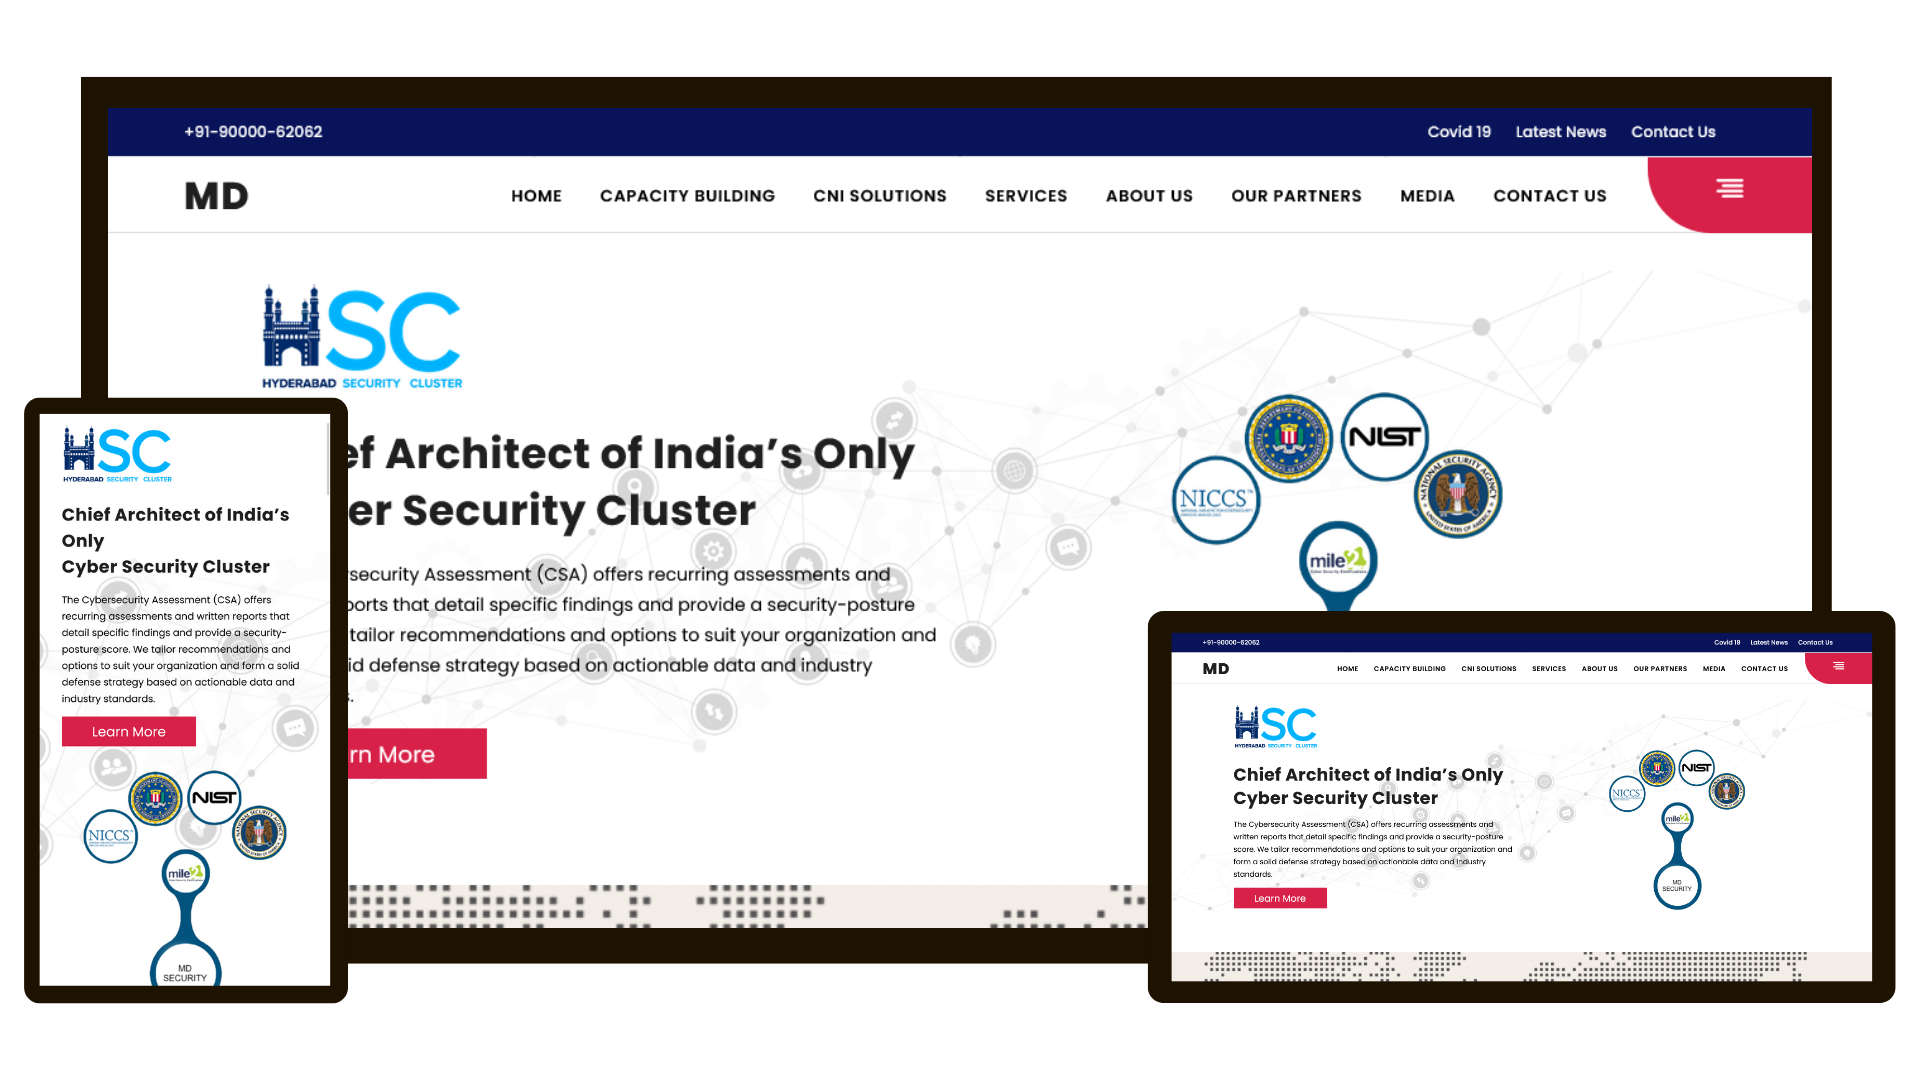 +91-90000-62062
Covid 19 Latest News Contact Us
MD
HOME CAPACITY BUILDING CNI SOLUTIONS SERVICES ABOUT US OUR PARTNERS MEDIA CONTACT US
HSC
HYDERABAD SECURITY CLUSTER
ef Architect of India's Only
er Security Cluster
security Assessment (CSA) offers recurring assessments and
ports that detail specific findings and provide a security-posture
tailor recommendations and options to suit your organization and
id defense strategy based on actionable data and industry
s.
rn More
NICCS
NIST
NATIONAL SECURITY AGENCY
UNITED STATES OF AMERICA
mile2
HSC
HYDERABAD SECURITY CLUSTER
Chief Architect of India's
Only
Cyber Security Cluster
The Cybersecurity Assessment (CSA) offers
recurring assessments and written reports that
detail specific findings and provide a security-
posture score. We tailor recommendations and
options to suit your organization and form a solid
defense strategy based on actionable data and
industry standards.
Learn More
NICCS
NIST
mile2
MD
SECURITY
+91-90000-62062
Covid 19 Latest News Contact Us
MD
HOME CAPACITY BUILDING CNI SOLUTIONS SERVICES ABOUT US OUR PARTNERS MEDIA CONTACT US
HSC
HYDERABAD SECURITY CLUSTER
Chief Architect of India's Only
Cyber Security Cluster
The Cybersecurity Assessment (CSA) offers recurring assessments and
written reports that detail specific findings and provide a security-posture
score. We tailor recommendations and options to suit your organization and
form a solid defense strategy based on actionable data and industry
standards.
Learn More
NICCS
NIST
mile2
MD
SECURITY